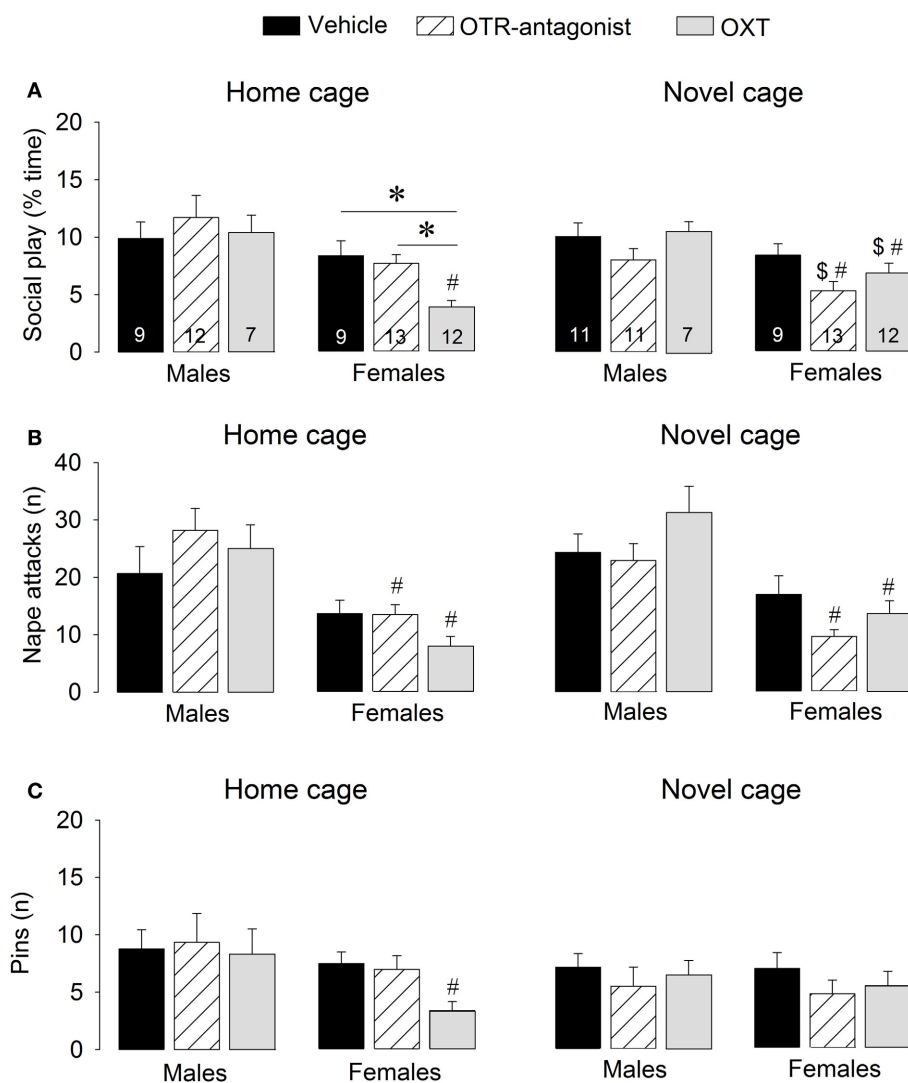 Vehicle OTR-antagonist OXT
A
Home cage Novel cage
Social play (% time)
20
15
10
5
0
* 
*
#
$ # $ #
9 12 7 9 13 12 11 11 7 9 13 12
Males Females Males Females
B
Home cage Novel cage
Nape attacks (n)
40
30
20
10
0
# # # #
Males Females Males Females
C
Home cage Novel cage
Pins (n)
20
15
10
5
0
#
Males Females Males Females